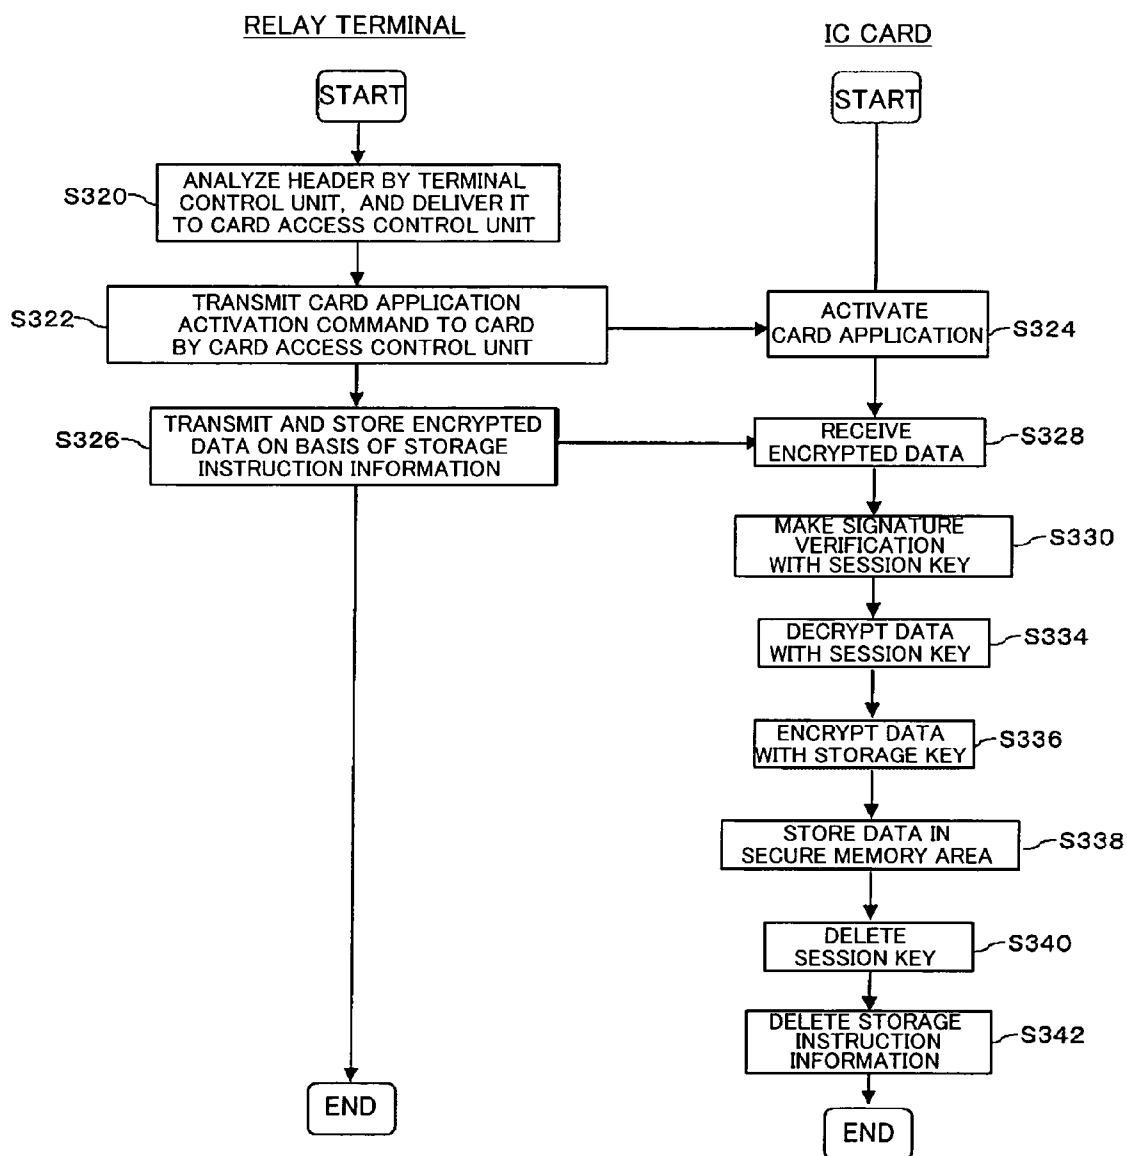 RELAY TERMINAL
IC CARD
START
START
S320
ANALYZE HEADER BY TERMINAL
CONTROL UNIT, AND DELIVER IT
TO CARD ACCESS CONTROL UNIT
S322
TRANSMIT CARD APPLICATION
ACTIVATION COMMAND TO CARD
BY CARD ACCESS CONTROL UNIT
ACTIVATE
CARD APPLICATION
S324
S326
TRANSMIT AND STORE ENCRYPTED
DATA ON BASIS OF STORAGE
INSTRUCTION INFORMATION
RECEIVE
ENCRYPTED DATA
S328
MAKE SIGNATURE
VERIFICATION
WITH SESSION KEY
S330
DECRYPT DATA
WITH SESSION KEY
S334
ENCRYPT DATA
WITH STORAGE KEY
S336
STORE DATA IN
SECURE MEMORY AREA
S338
DELETE
SESSION KEY
S340
DELETE STORAGE
INSTRUCTION
INFORMATION
S342
END
END